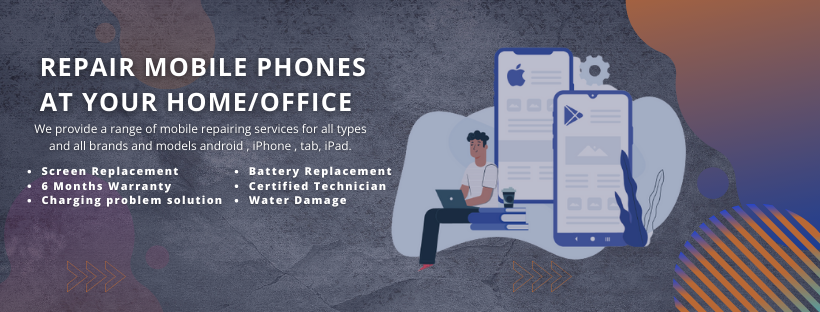 REPAIR MOBILE PHONES
AT YOUR HOME/OFFICE
We provide a range of mobile repairing services for all types
and all brands and models android , iPhone , tab, iPad.
• Screen Replacement
• 6 Months Warranty
• Charging problem solution
• Battery Replacement
• Certified Technician
• Water Damage